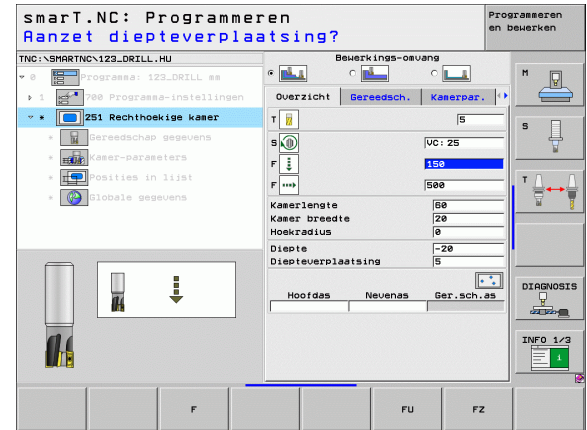 smarT.NC: Programmeren
Programmeren en bewerken
Aanzet diepteverplaatsing?
TNC:\SMARTNC\123_DRILL.HU
0 Programma: 123_DRILL mm
1 700 Programma-instellingen
* 251 Rechthoekige kamer
* Gereedschap gegevens
* Kamer-parameters
* Posities in lijst
* Globale gegevens
Bewerkings-omvang
Overzicht Gereedsch. Kamerpar.
T 5
S VC: 25
F 150
F 500
Kamerlengte 60
Kamer breedte 20
Hoekradius 0
Diepte -20
Diepteverplaatsing 5
Hoofdas Nevenas Ger.sch.as
M
S
T
DIAGNOSIS
INFO 1/3
F FU FZ